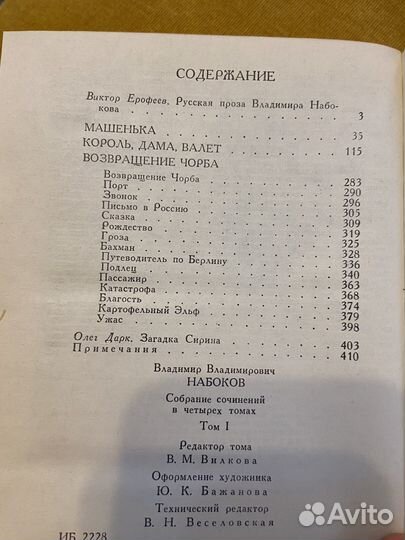 СОДЕРЖАНИЕ
Виктор Ерофеев, Русская проза Владимира Набо-
кова . . . . . . . . . . . . . 3
МАШЕНЬКА . . . . . . . . . . 35
КОРОЛЬ, ДАМА, ВАЛЕТ . . . . . . 115
ВОЗВРАЩЕНИЕ ЧОРБА
Возвращение Чорба . . . . . . . 283
Порт . . . . . . . . . . . . 290
Звонок . . . . . . . . . . . 296
Письмо в Россию . . . . . . . . 305
Сказка . . . . . . . . . . . 309
Рождество . . . . . . . . . . 319
Гроза . . . . . . . . . . . . 325
Бахман . . . . . . . . . . . 328
Путеводитель по Берлину . . . . . 336
Подлец . . . . . . . . . . . 340
Пассажир . . . . . . . . . . 363
Катастрофа . . . . . . . . . . 368
Благость . . . . . . . . . . 374
Картофельный Эльф . . . . . . . 379
Ужас . . . . . . . . . . . . 398
Олег Дарк, Загадка Сирина . . . . . 403
Примечания . . . . . . . . . . 410
Владимир Владимирович
НАБОКОВ
Собрание сочинений
в четырех томах
Том I
Редактор тома
В. М. Вилкова
Оформление художника
Ю. К. Бажанова
Технический редактор
В. Н. Веселовская
ИБ 2228
Avito